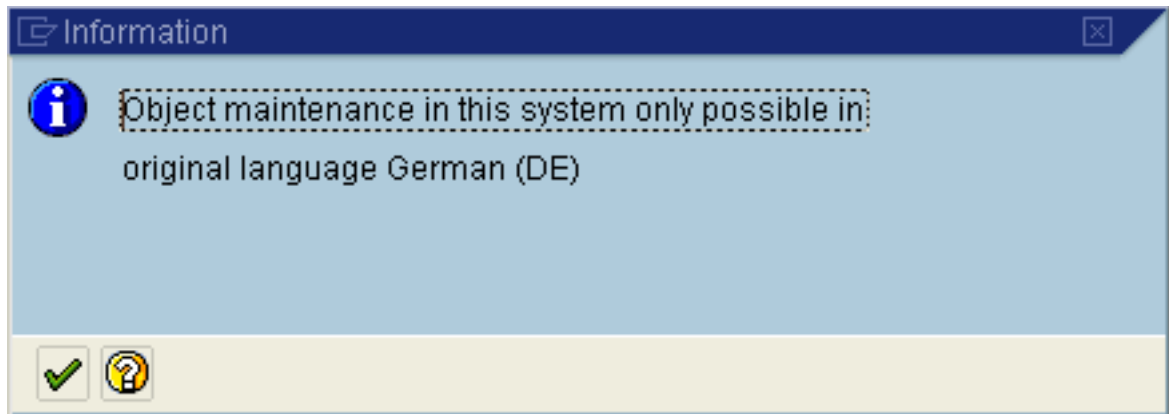 Information
Object maintenance in this system only possible in
original language German (DE)